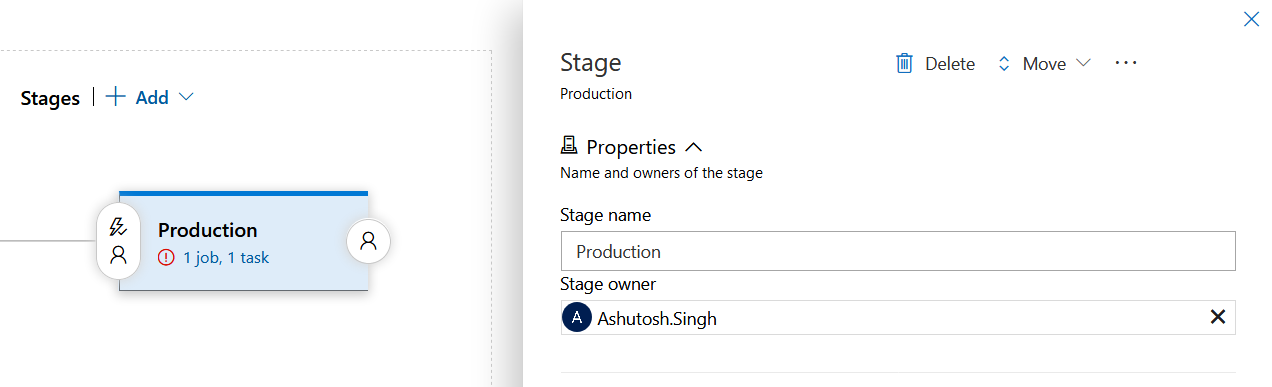 Stages
Add
Production
1 job, 1 task
Stage
Production
Delete
Move
Properties
Name and owners of the stage
Stage name
Production
Stage owner
A Ashutosh.Singh